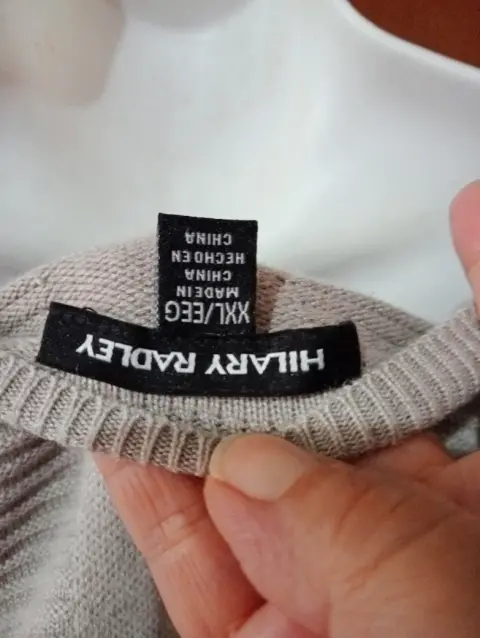 HILARY RADLEY
XXL/EEG
MADE IN
CHINA
HECHO EN
CHINA